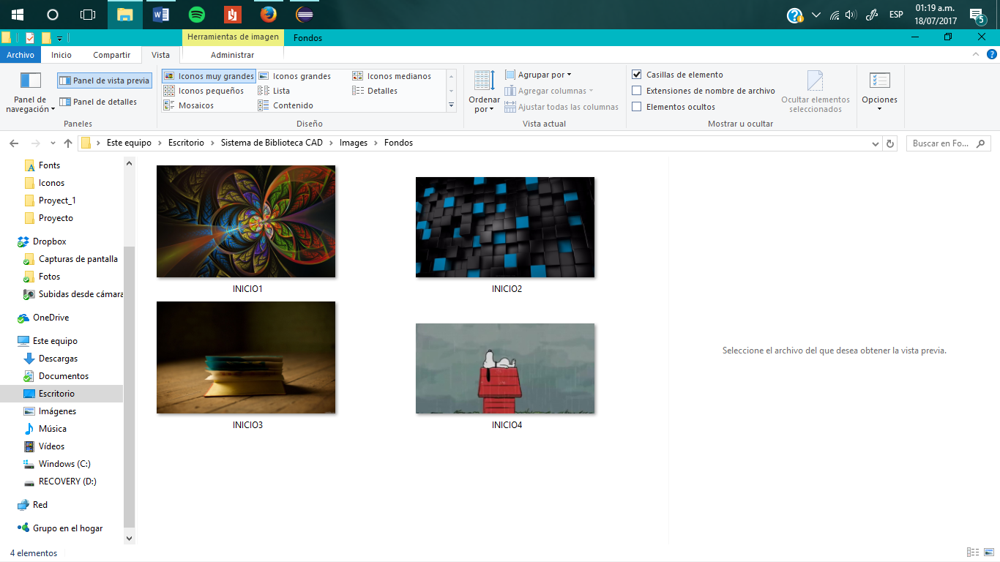 01:19 a.m.
ESP
18/07/2017
5
Herramientas de imagen
Fondos
Archivo
Inicio
Compartir
Vista
Administrar
Panel de navegación
Panel de vista previa
Panel de detalles
Paneles
Iconos muy grandes
Iconos grandes
Iconos medianos
Iconos pequeños
Lista
Detalles
Mosaicos
Contenido
Diseño
Ordenar por
Agrupar por
Agregar columnas
Ajustar todas las columnas
Vista actual
Casillas de elemento
Extensiones de nombre de archivo
Elementos ocultos
Ocultar elementos seleccionados
Mostrar u ocultar
Opciones
Este equipo
Escritorio
Sistema de Biblioteca CAD
Images
Fondos
Buscar en Fo...
Fonts
Iconos
Proyect_1
Proyecto
Dropbox
Capturas de pantalla
Fotos
Subidas desde cámara
OneDrive
Este equipo
Descargas
Documentos
Escritorio
Imágenes
Música
Vídeos
Windows (C:)
RECOVERY (D:)
Red
Grupo en el hogar
INICIO1
INICIO2
INICIO3
INICIO4
Seleccione el archivo del que desea obtener la vista previa.
4 elementos